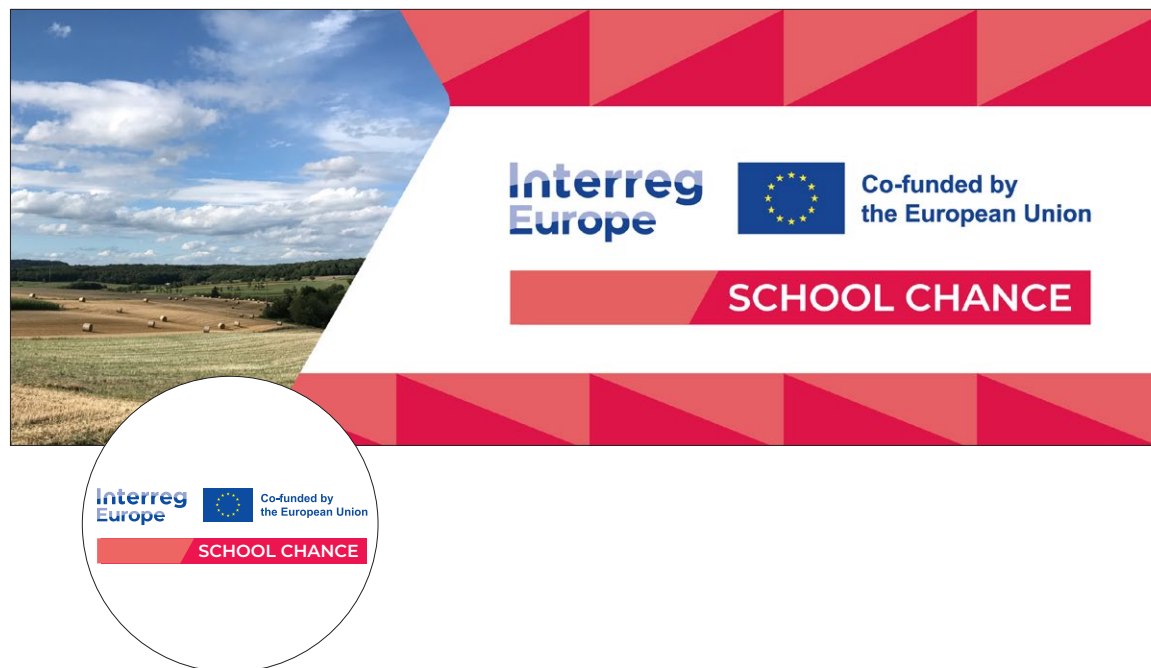 Interreg
Europe
Co-funded by
the European Union
SCHOOL CHANCE
Interreg
Europe
Co-funded by
the European Union
SCHOOL CHANCE